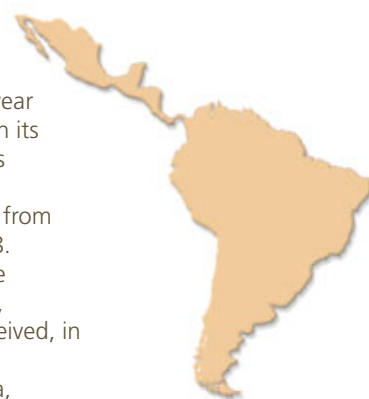 year
n its
s
from
3.
e
,
eived, in
a,